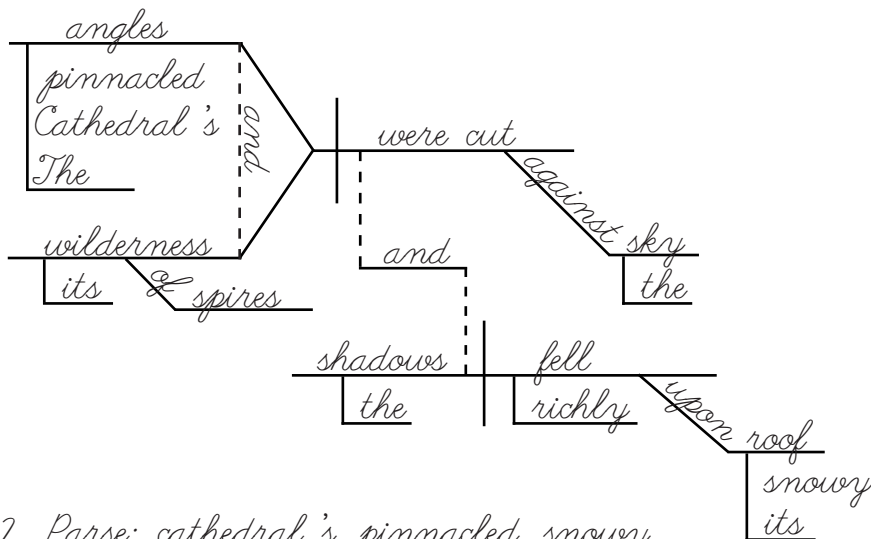 angles
pinnacled
Cathedral's
The
and
wilderness
its
of
spires
were cut
against
sky
the
and
shadows
the
fell
richly
upon
roof
snowy
its
2. Parse: cathedral's, pinnacled, snowy